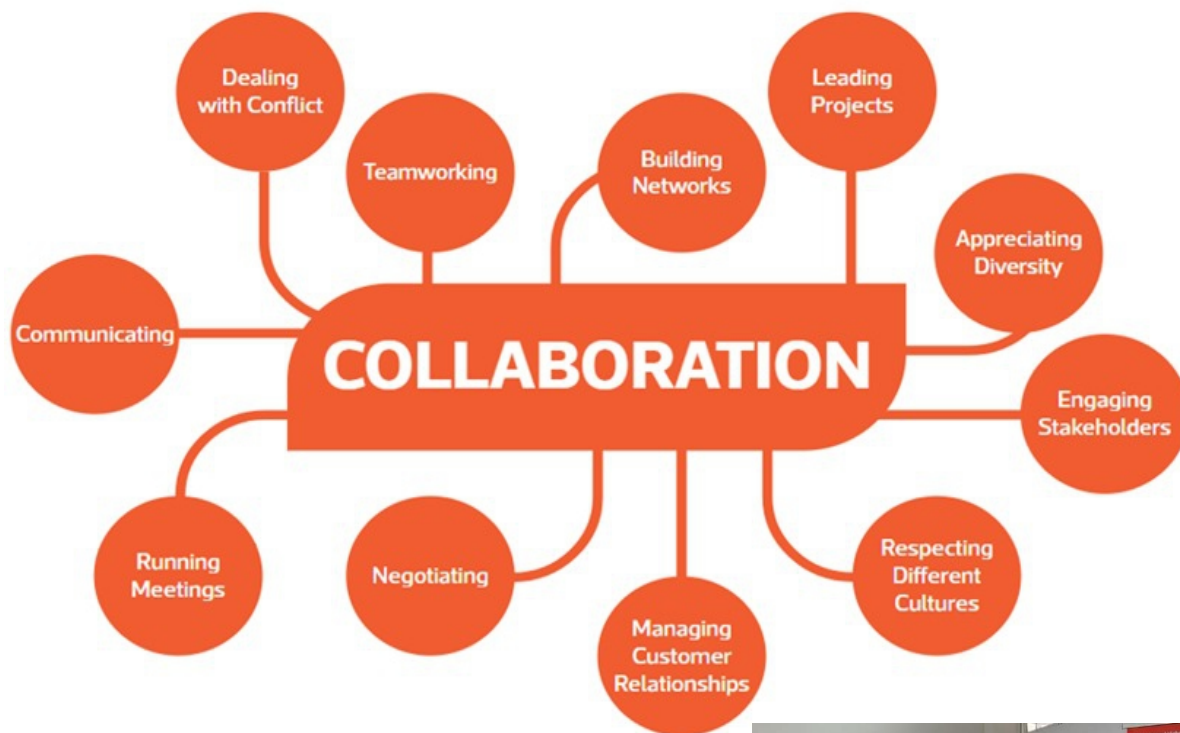 Dealing
with Conflict
Teamworking
Building
Networks
Leading
Projects
Appreciating
Diversity
Communicating
COLLABORATION
Engaging
Stakeholders
Running
Meetings
Negotiating
Managing
Customer
Relationships
Respecting
Different
Cultures